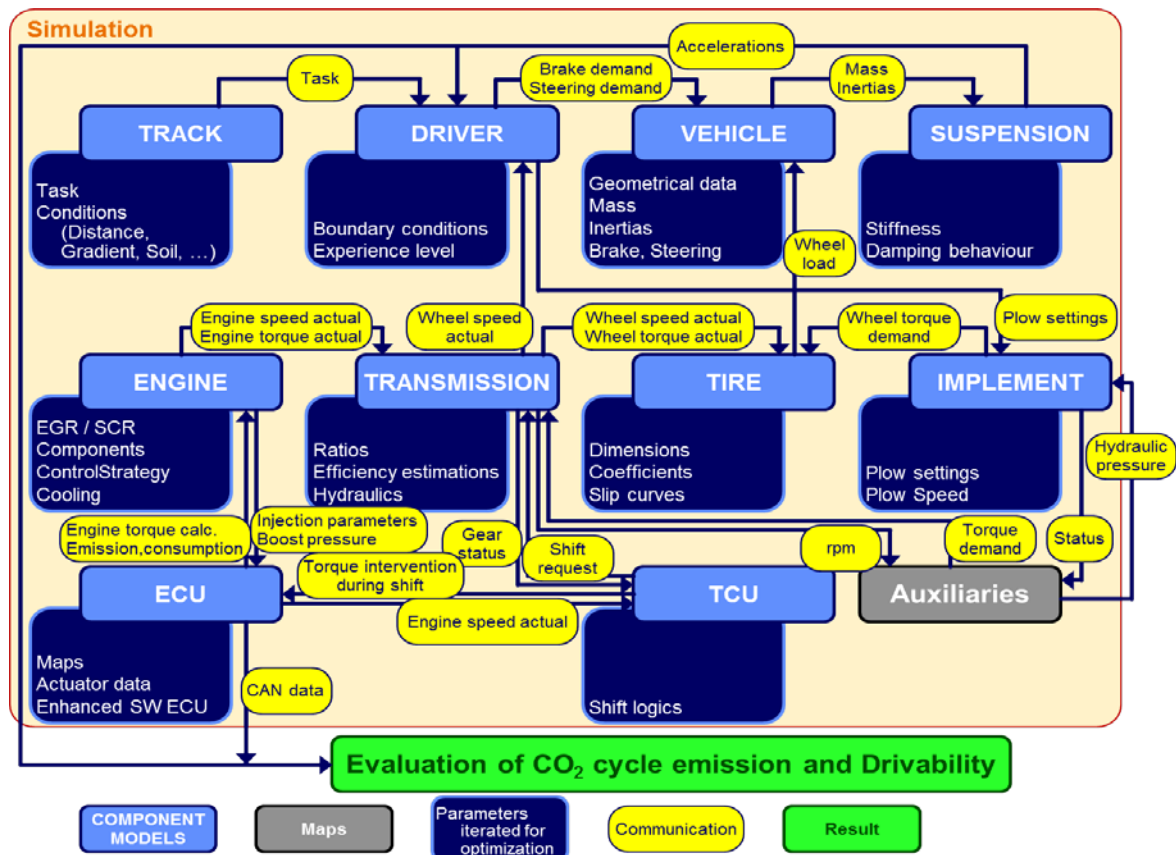 Simulation
Accelerations
Task
Brake demand
Steering demand
Mass
Inertias
TRACK
DRIVER
VEHICLE
SUSPENSION
Task
Conditions
(Distance,
Gradient, Soil, …)
Boundary conditions
Experience level
Geometrical data
Mass
Inertias
Brake, Steering
Wheel
load
Stiffness
Damping behaviour
Engine speed actual
Engine torque actual
Wheel speed
actual
Wheel speed actual
Wheel torque actual
Wheel torque
demand
Plow settings
ENGINE
TRANSMISSION
TIRE
IMPLEMENT
EGR / SCR
Components
ControlStrategy
Cooling
Ratios
Efficiency estimations
Hydraulics
Dimensions
Coefficients
Slip curves
Plow settings
Plow Speed
Hydraulic
pressure
Engine torque calc.
Emission,consumption
Injection parameters
Boost pressure
Gear
status
Shift
request
rpm
Torque
demand
Status
Torque intervention
during shift
ECU
TCU
Auxiliaries
Engine speed actual
Maps
Actuator data
Enhanced SW ECU
CAN data
Shift logics
Evaluation of CO₂ cycle emission and Drivability
COMPONENT
MODELS
Maps
Parameters
iterated for
optimization
Communication
Result